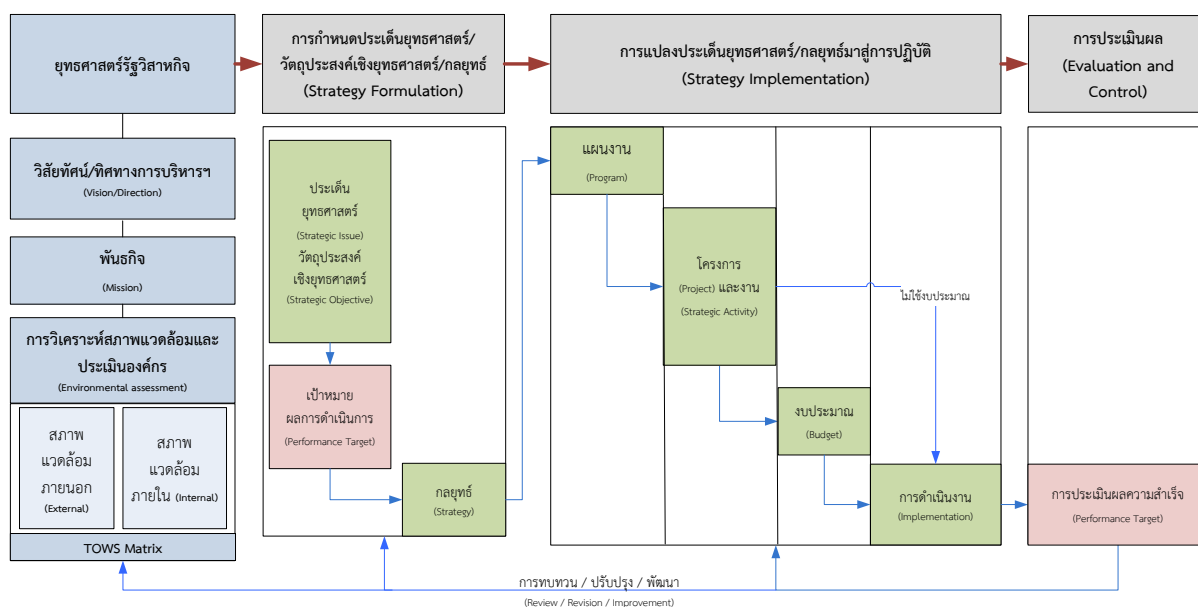 ยุทธศาสตร์รัฐวิสาหกิจ
การกำหนดประเด็นยุทธศาสตร์/
วัตถุประสงค์เชิงยุทธศาสตร์/กลยุทธ์
(Strategy Formulation)
การแปลงประเด็นยุทธศาสตร์/กลยุทธ์มาสู่การปฏิบัติ
(Strategy Implementation)
การประเมินผล
(Evaluation and
Control)
วิสัยทัศน์/ทิศทางการบริหารฯ
(Vision/Direction)
พันธกิจ
(Mission)
การวิเคราะห์สภาพแวดล้อมและ
ประเมินองค์กร
(Environmental assessment)
สภาพ
แวดล้อม
ภายนอก
(External)
สภาพ
แวดล้อม
ภายใน (Internal)
TOWS Matrix
ประเด็น
ยุทธศาสตร์
(Strategic Issue)
วัตถุประสงค์
เชิงยุทธศาสตร์
(Strategic Objective)
เป้าหมาย
ผลการดำเนินการ
(Performance Target)
กลยุทธ์
(Strategy)
แผนงาน
(Program)
โครงการ
(Project) และงาน
(Strategic Activity)
ไม่ใช้งบประมาณ
งบประมาณ
(Budget)
การดำเนินงาน
(Implementation)
การประเมินผลความสำเร็จ
(Performance Target)
การทบทวน / ปรับปรุง / พัฒนา
(Review / Revision / Improvement)